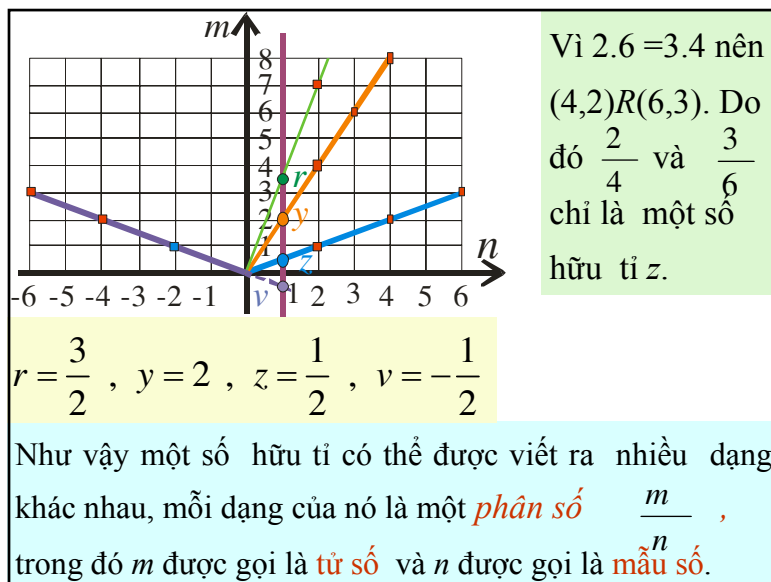 m
8
7
6
5
4
3
2
1
r
y
z
v
n
-6 -5 -4 -3 -2 -1 1 2 3 4 5 6
Vì 2.6 =3.4 nên
(4,2)R(6,3). Do
đó 2/4 và 3/6
chỉ là một số
hữu tỉ z.
r = 3/2 , y = 2 , z = 1/2 , v = -1/2
Như vậy một số hữu tỉ có thể được viết ra nhiều dạng
khác nhau, mỗi dạng của nó là một phân số m/n ,
trong đó m được gọi là tử số và n được gọi là mẫu số.